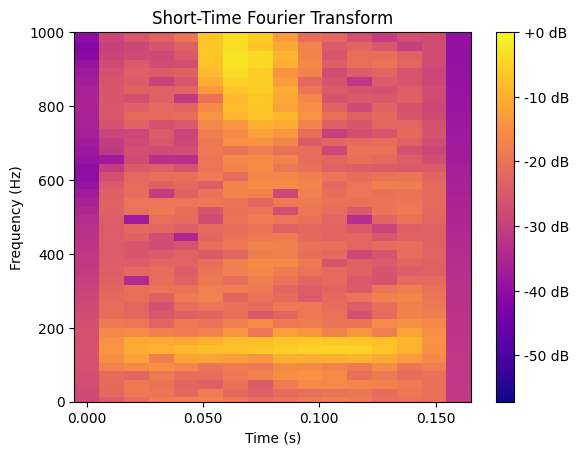 Short-Time Fourier Transform
1000
800
600
400
200
0
Frequency (Hz)
0.000
0.050
0.100
0.150
Time (s)
+0 dB
-10 dB
-20 dB
-30 dB
-40 dB
-50 dB